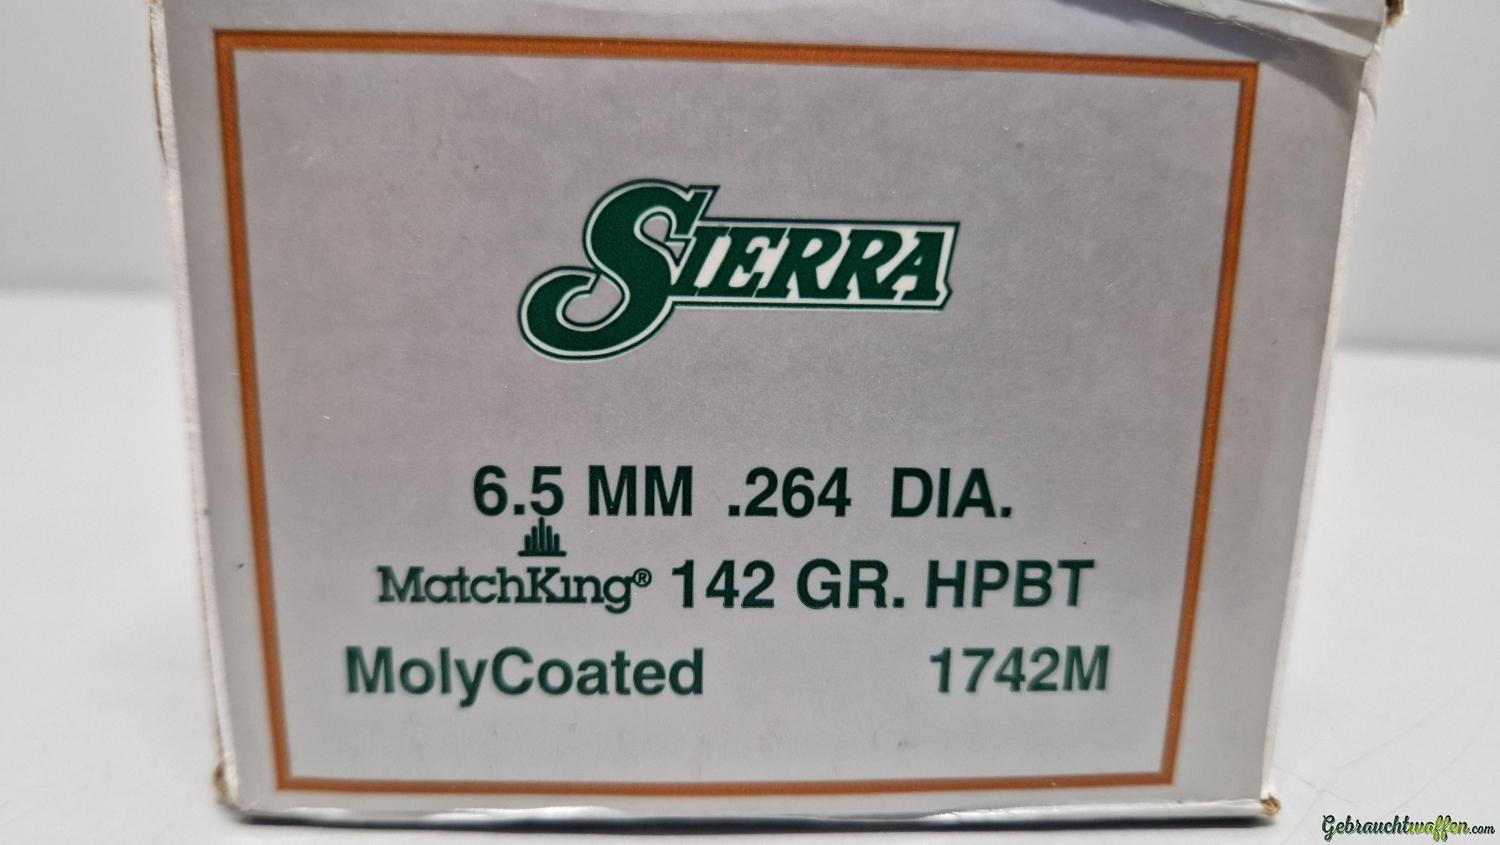 SIERRA
6.5 MM .264 DIA.
MatchKing® 142 GR. HPBT
MolyCoated 1742M
Gebrauchtwaffen.com